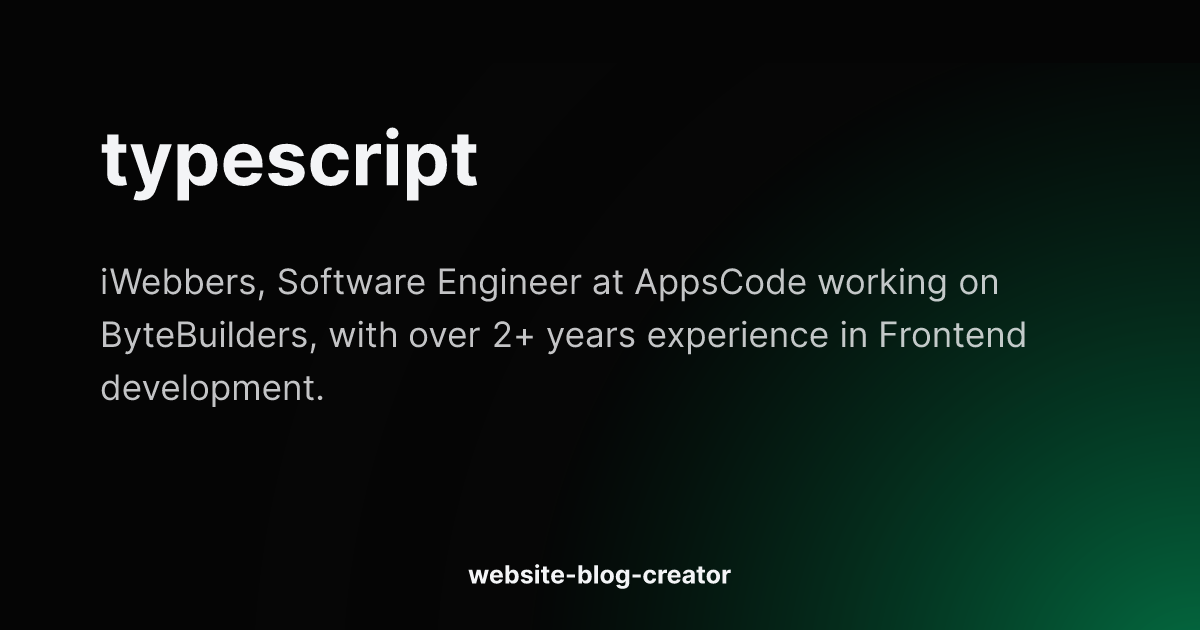 typescript
iWebbers, Software Engineer at AppsCode working on
ByteBuilders, with over 2+ years experience in Frontend
development.
website-blog-creator